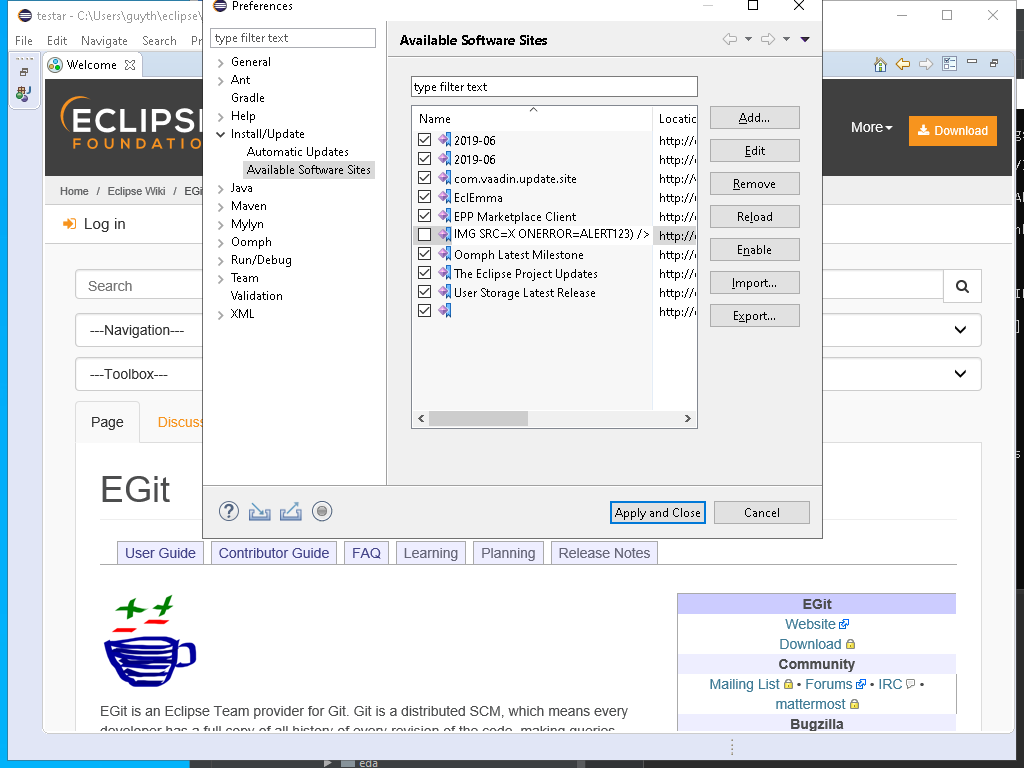 testar - C:\Users\guyth\eclipse\
File Edit Navigate Search
Welcome
ECLIPS
FOUNDATION
More
Download
Home / Eclipse Wiki /
Log in
Search
---Navigation---
---Toolbox---
Page
Discuss
EGit
User Guide
Contributor Guide
FAQ
Learning
Planning
Release Notes
EGit is an Eclipse Team provider for Git. Git is a distributed SCM, which means every
developer has a full copy of all history of every revision of the code, making queries
EGit
Website
Download
Community
Mailing List • Forums • IRC •
mattermost
Bugzilla
Preferences
type filter text
General
Ant
Gradle
Help
Install/Update
Automatic Updates
Available Software Sites
Java
Maven
Mylyn
Oomph
Run/Debug
Team
Validation
XML
Available Software Sites
type filter text
Name Locatic
2019-06 http://
2019-06 http://
com.vaadin.update.site http://
EclEmma http://
EPP Marketplace Client http://
IMG SRC=X ONERROR=ALERT123) /> http://
Oomph Latest Milestone http://
The Eclipse Project Updates http://
User Storage Latest Release http://
http://
Add...
Edit
Remove
Reload
Enable
Import...
Export...
Apply and Close
Cancel
eda